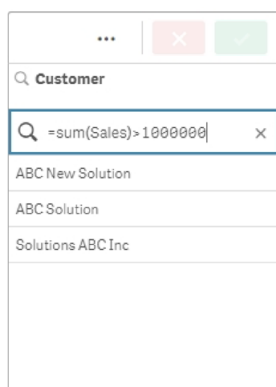 Customer
=sum(Sales)>1000000
ABC New Solution
ABC Solution
Solutions ABC Inc